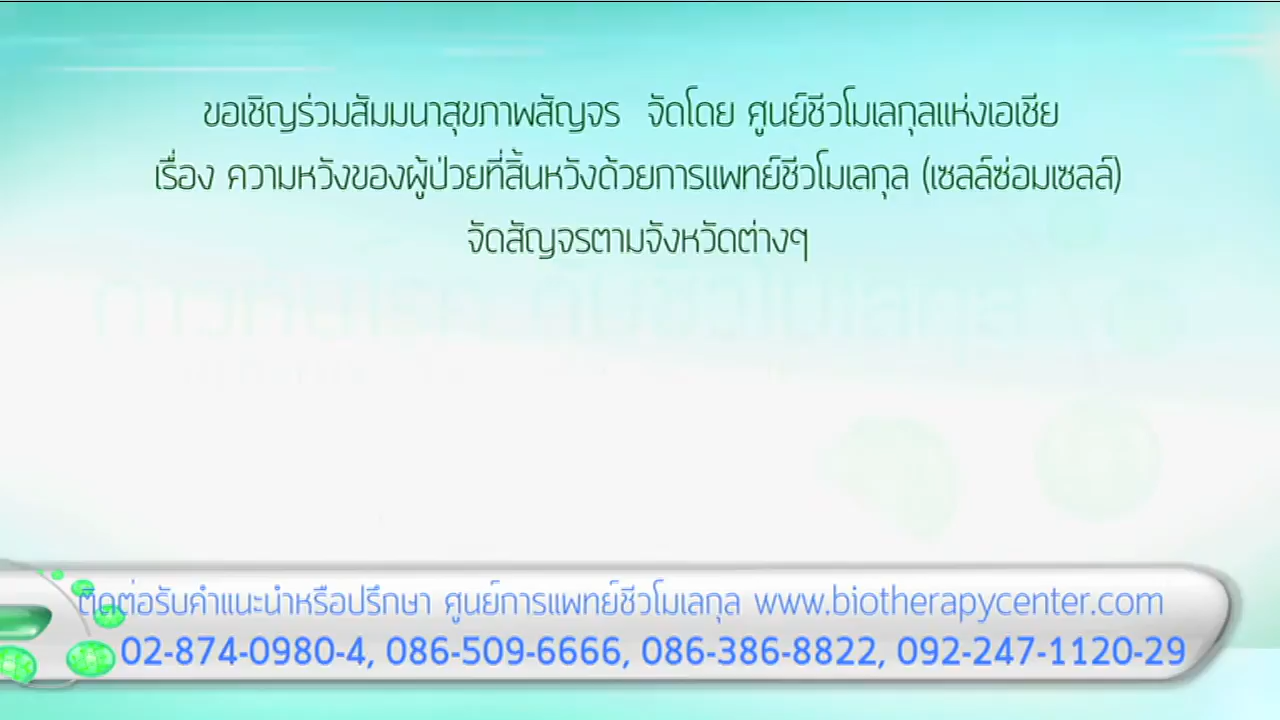 ขอเชิญร่วมสัมมนาสุขภาพสัญจร จัดโดย ศูนย์ชีวโมเลกุลแห่งเอเชีย
เรื่อง ความหวังของผู้ป่วยที่สิ้นหวังด้วยการแพทย์ชีวโมเลกุล (เซลล์ซ่อมเซลล์)
จัดสัญจรตามจังหวัดต่างๆ
ติดต่อรับคำแนะนำหรือปรึกษา ศูนย์การแพทย์ชีวโมเลกุล www.biotherapycenter.com
02-874-0980-4, 086-509-6666, 086-386-8822, 092-247-1120-29